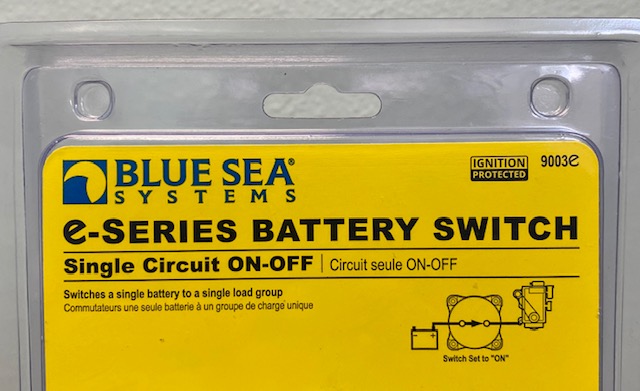 BLUE SEA®
SYSTEMS
IGNITION
PROTECTED
9003e
e-SERIES BATTERY SWITCH
Single Circuit ON-OFF | Circuit seule ON-OFF
Switches a single battery to a single load group
Commutateurs une seule batterie à un groupe de charge unique
Switch Set to "ON"